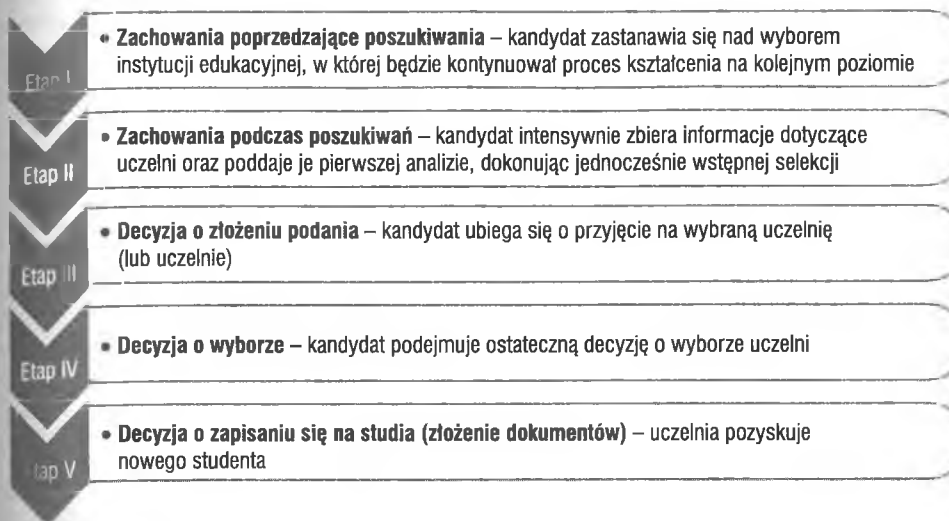 Etap I
• Zachowania poprzedzające poszukiwania – kandydat zastanawia się nad wyborem
instytucji edukacyjnej, w której będzie kontynuował proces kształcenia na kolejnym poziomie
Etap II
• Zachowania podczas poszukiwań – kandydat intensywnie zbiera informacje dotyczące
uczelni oraz poddaje je pierwszej analizie, dokonując jednocześnie wstępnej selekcji
Etap III
• Decyzja o złożeniu podania – kandydat ubiega się o przyjęcie na wybraną uczelnię
(lub uczelnie)
Etap IV
• Decyzja o wyborze – kandydat podejmuje ostateczną decyzję o wyborze uczelni
Etap V
• Decyzja o zapisaniu się na studia (złożenie dokumentów) – uczelnia pozyskuje
nowego studenta